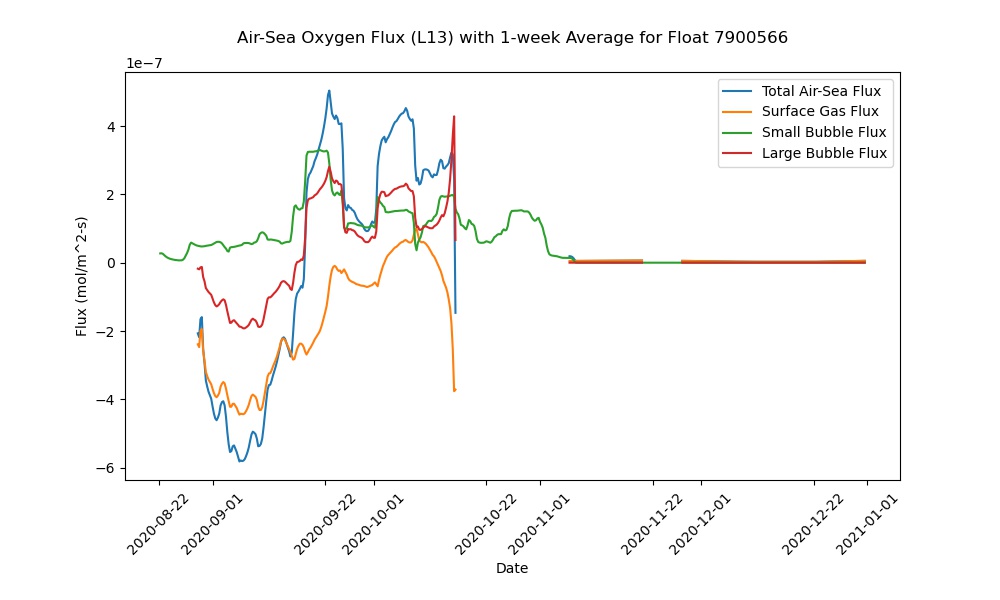 Air-Sea Oxygen Flux (L13) with 1-week Average for Float 7900566
1e−7
Total Air-Sea Flux
Surface Gas Flux
Small Bubble Flux
Large Bubble Flux
4
2
0
−2
−4
−6
Flux (mol/m^2-s)
2020-08-22
2020-09-01
2020-09-22
2020-10-01
2020-10-22
2020-11-01
2020-11-22
2020-12-01
2020-12-22
2021-01-01
Date